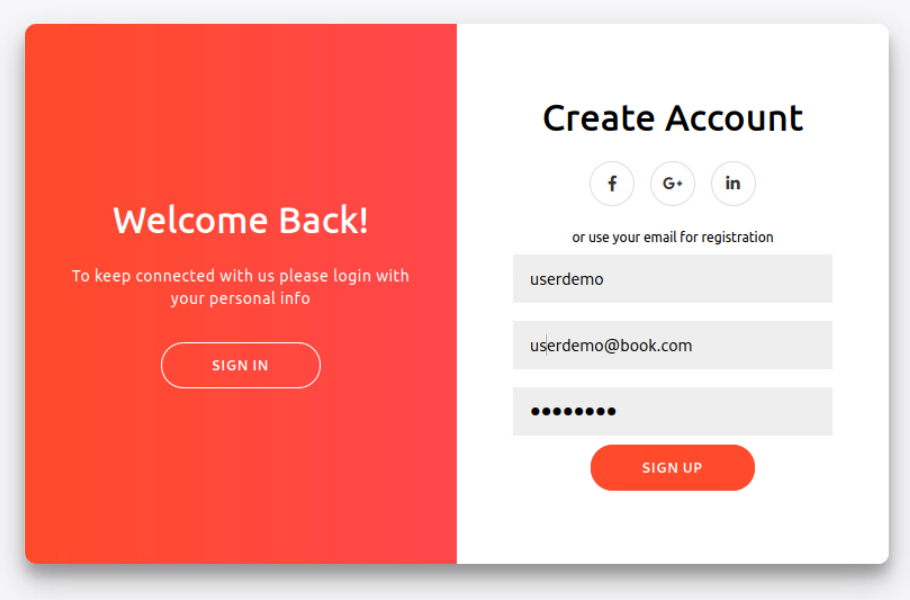 Welcome Back!
To keep connected with us please login with
your personal info
SIGN IN
Create Account
f
G+
in
or use your email for registration
userdemo
userdemo@book.com
●●●●●●●●
SIGN UP